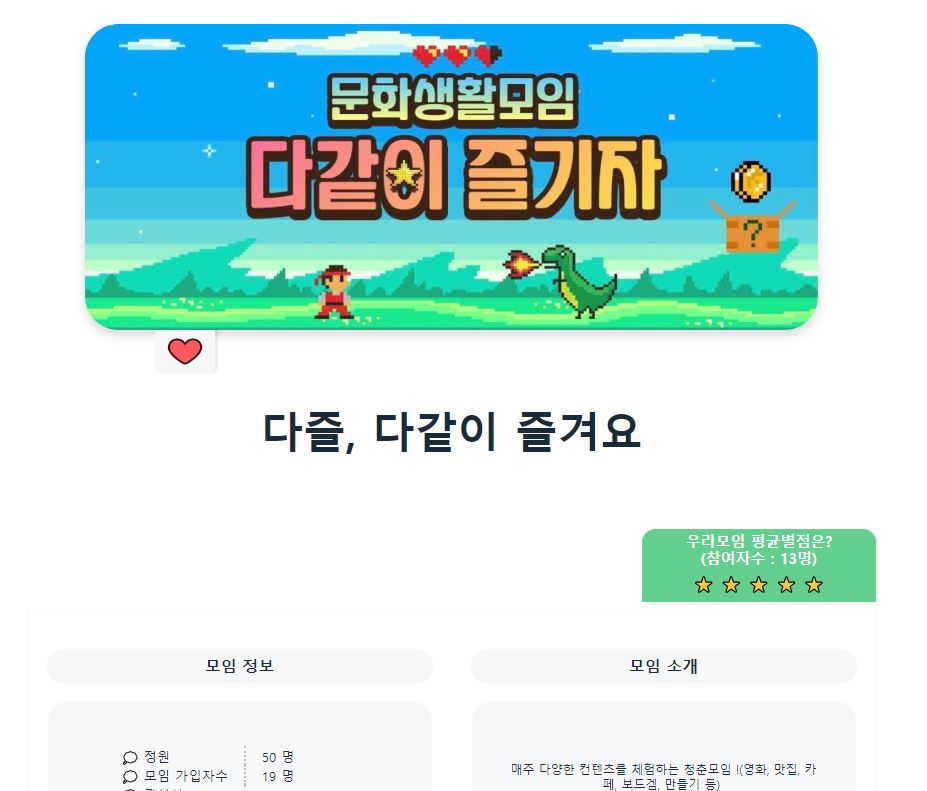 문화생활모임
다같이 즐기자
?
다즐, 다같이 즐겨요
우리모임 평균별점은?
(참여자수 : 13명)
모임 정보
모임 소개
정원 50 명
모임 가입자수 19 명
매주 다양한 컨텐츠를 체험하는 청춘모임 !(영화, 맛집, 카
페, 보드겜, 만들기 등)